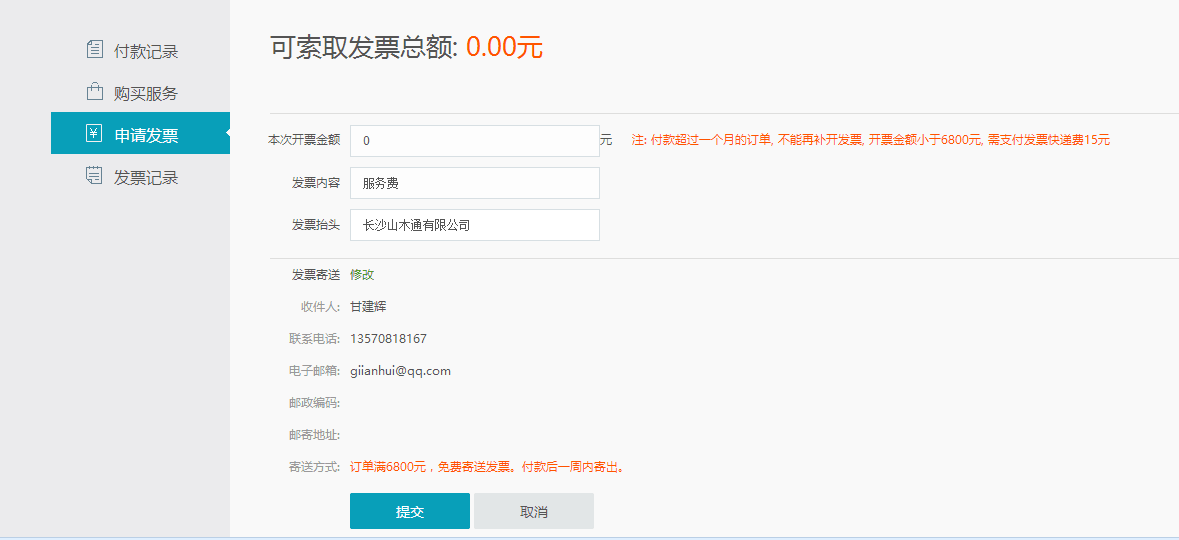 付款记录
购买服务
申请发票
发票记录
可索取发票总额: 0.00元
本次开票金额 0 元 注: 付款超过一个月的订单, 不能再补开发票, 开票金额小于6800元, 需支付发票快递费15元
发票内容 服务费
发票抬头 长沙山木通有限公司
发票寄送 修改
收件人: 甘建辉
联系电话: 13570818167
电子邮箱: giianhui@qq.com
邮政编码:
邮寄地址:
寄送方式: 订单满6800元，免费寄送发票。付款后一周内寄出。
提交 取消